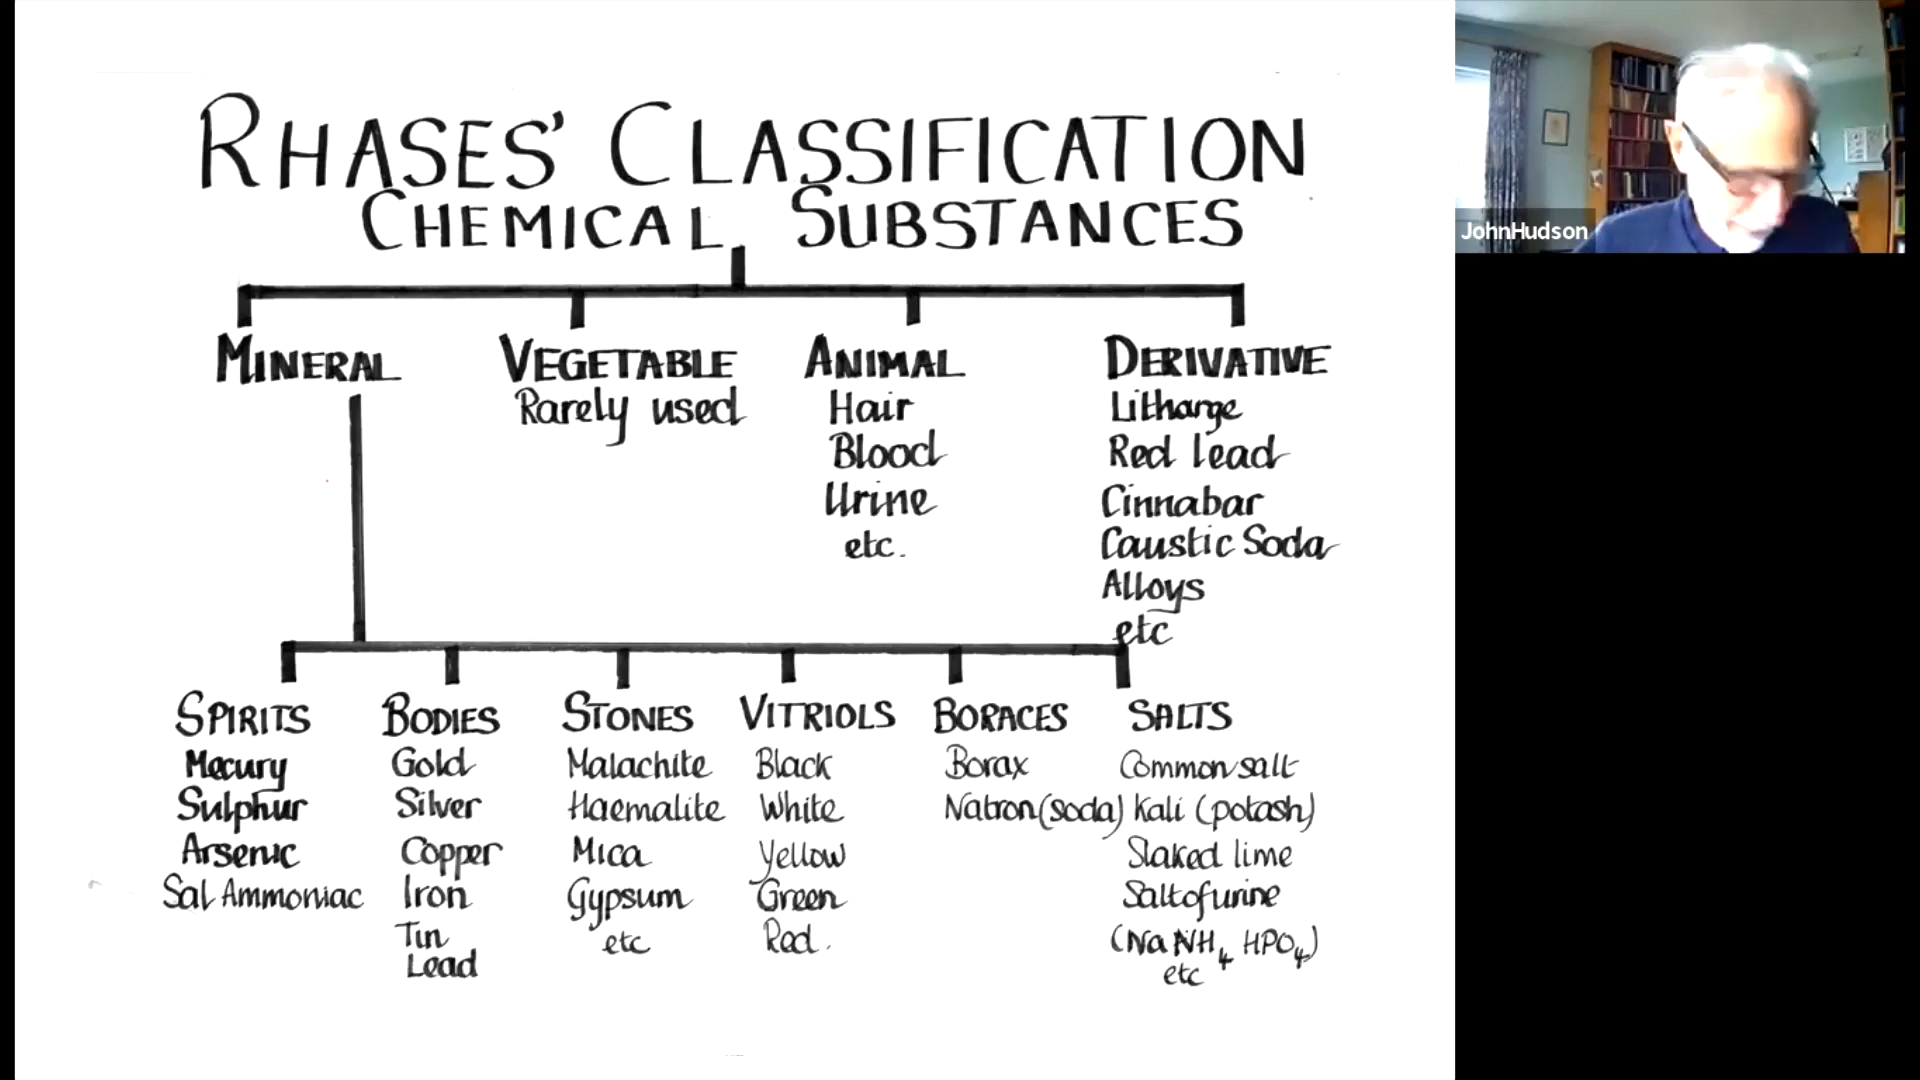 RHASES' CLASSIFICATION
CHEMICAL SUBSTANCES
JohnHudson
MINERAL
VEGETABLE
Rarely used
ANIMAL
Hair
Blood
Urine
etc.
DERIVATIVE
Litharge
Red lead
Cinnabar
Caustic Soda
Alloys
etc
SPIRITS
Mecury
Sulphur
Arsenic
Sal Ammoniac
BODIES
Gold
Silver
Copper
Iron
Tin
Lead
STONES
Malachite
Haemalite
Mica
Gypsum
etc
VITRIOLS
Black
White
Yellow
Green
Red.
BORACES
Borax
Natron (soda)
SALTS
Common salt
Kali (potash)
Slaked lime
Salt of urine
(Na NH₄ HPO₄)
etc